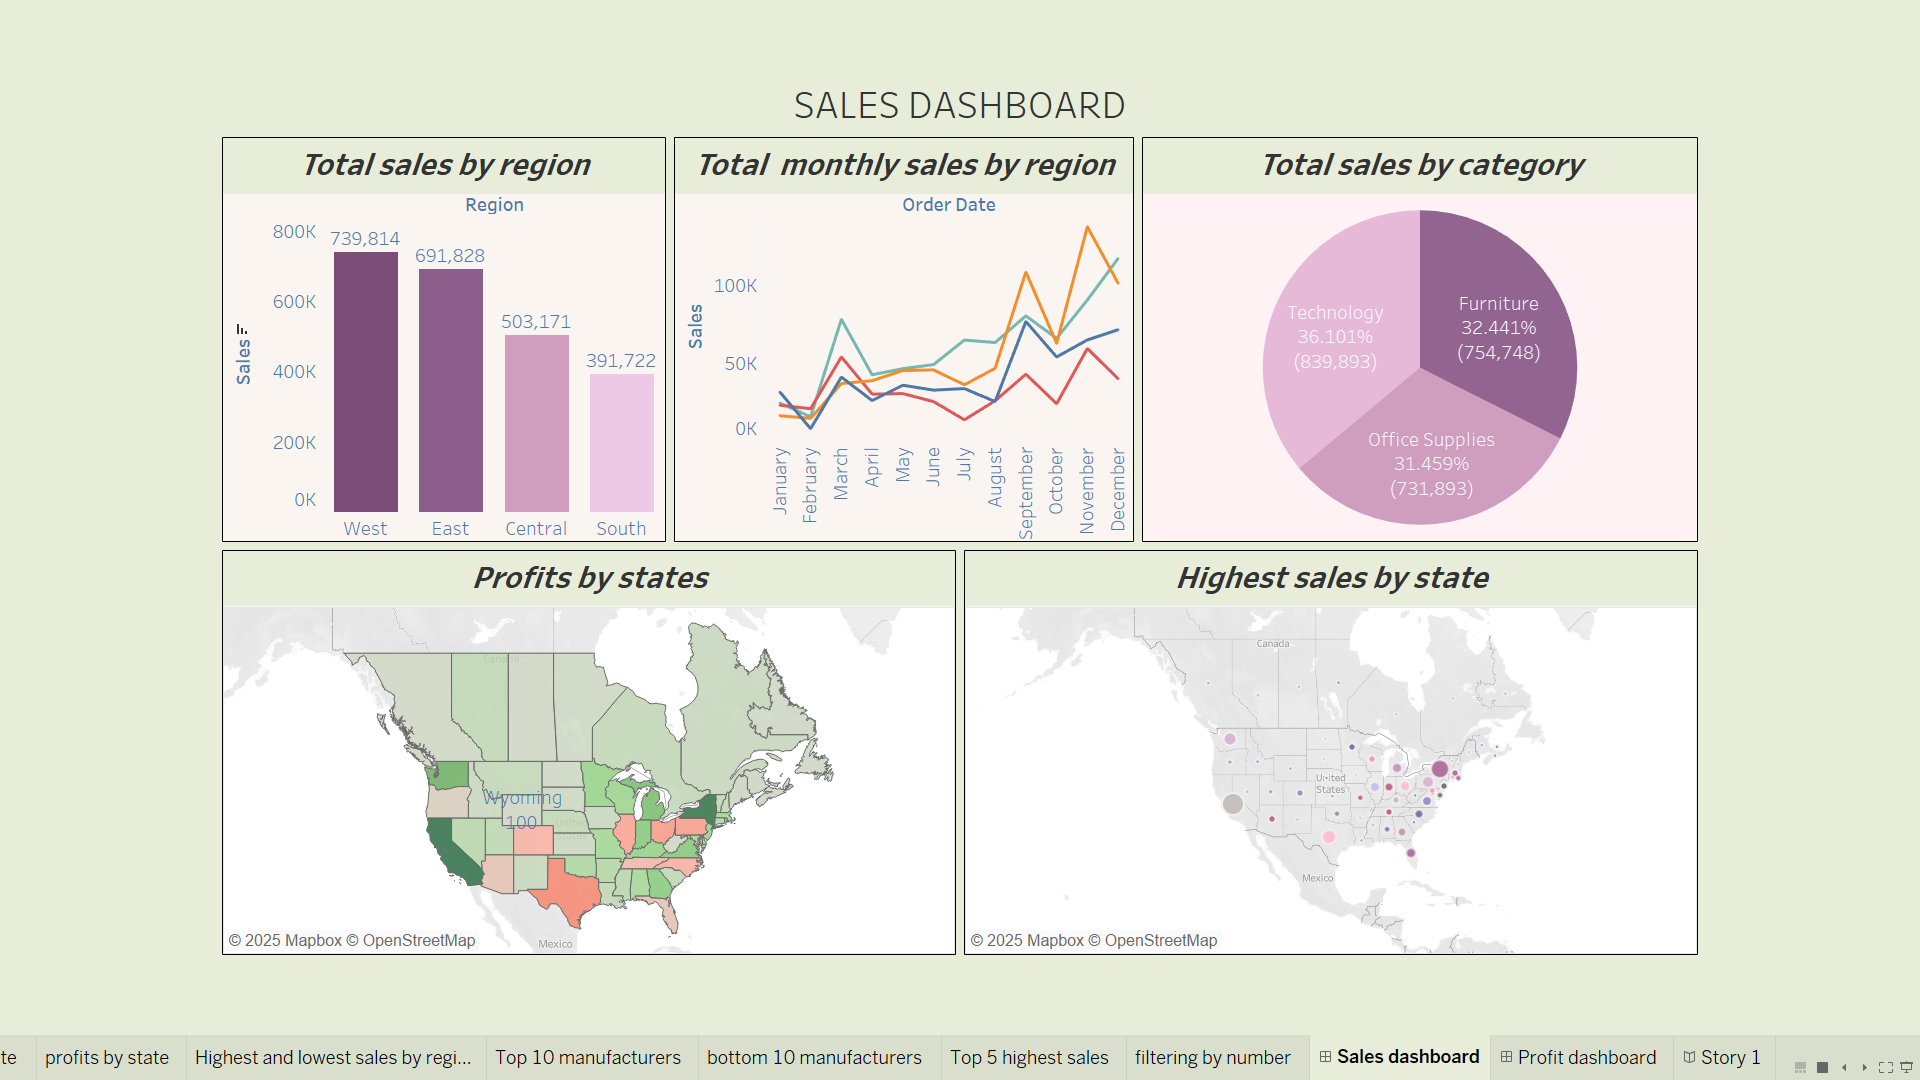 SALES DASHBOARD
Total sales by region
Region
Sales
800K
600K
400K
200K
0K
739,814
691,828
503,171
391,722
West
East
Central
South
Total  monthly sales by region
Order Date
Sales
100K
50K
0K
January
February
March
April
May
June
July
August
September
October
November
December
Total sales by category
Technology
36.101%
(839,893)
Furniture
32.441%
(754,748)
Office Supplies
31.459%
(731,893)
Profits by states
Canada
Wyoming
100
United
States
Mexico
© 2025 Mapbox © OpenStreetMap
Highest sales by state
Canada
United
States
Mexico
© 2025 Mapbox © OpenStreetMap
te
profits by state
Highest and lowest sales by regi...
Top 10 manufacturers
bottom 10 manufacturers
Top 5 highest sales
filtering by number
Sales dashboard
Profit dashboard
Story 1